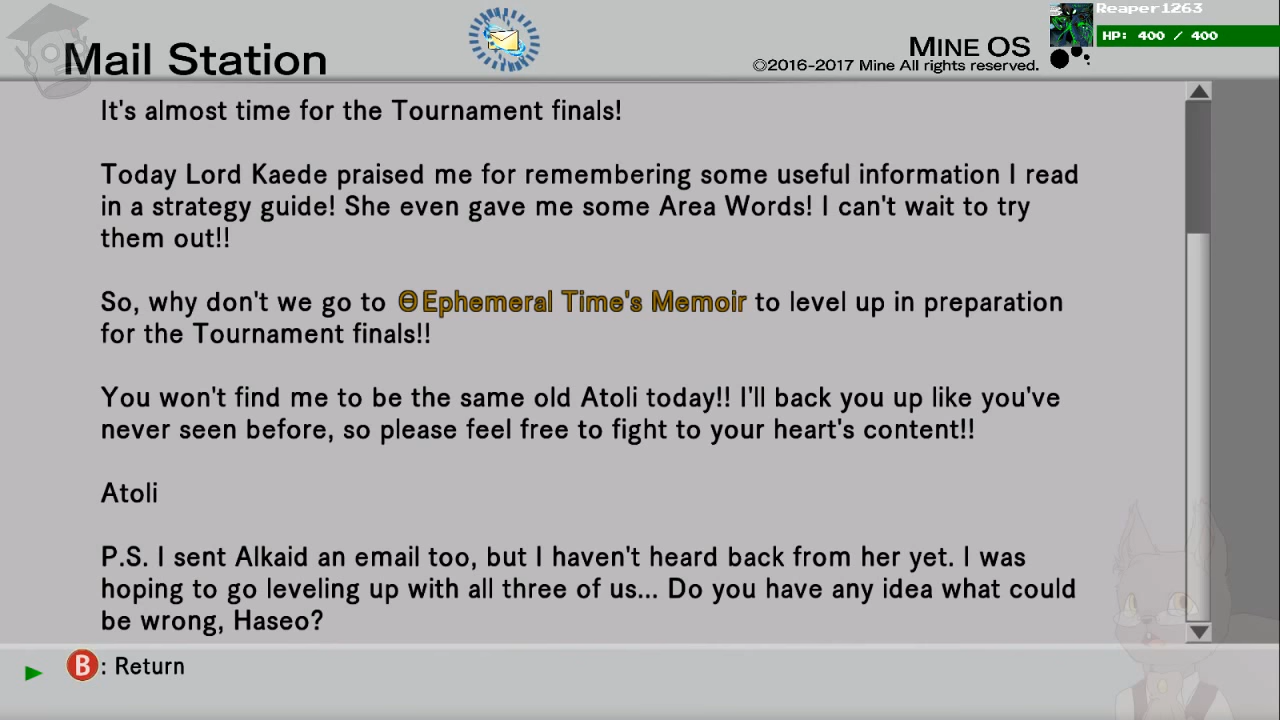 Mail Station
MINE OS
©2016-2017 Mine All rights reserved.
Reaper1263
HP: 400 / 400
It's almost time for the Tournament finals!
Today Lord Kaede praised me for remembering some useful information I read
in a strategy guide! She even gave me some Area Words! I can't wait to try
them out!!
So, why don't we go to ΘEphemeral Time's Memoir to level up in preparation
for the Tournament finals!!
You won't find me to be the same old Atoli today!! I'll back you up like you've
never seen before, so please feel free to fight to your heart's content!!
Atoli
P.S. I sent Alkaid an email too, but I haven't heard back from her yet. I was
hoping to go leveling up with all three of us... Do you have any idea what could
be wrong, Haseo?
B: Return